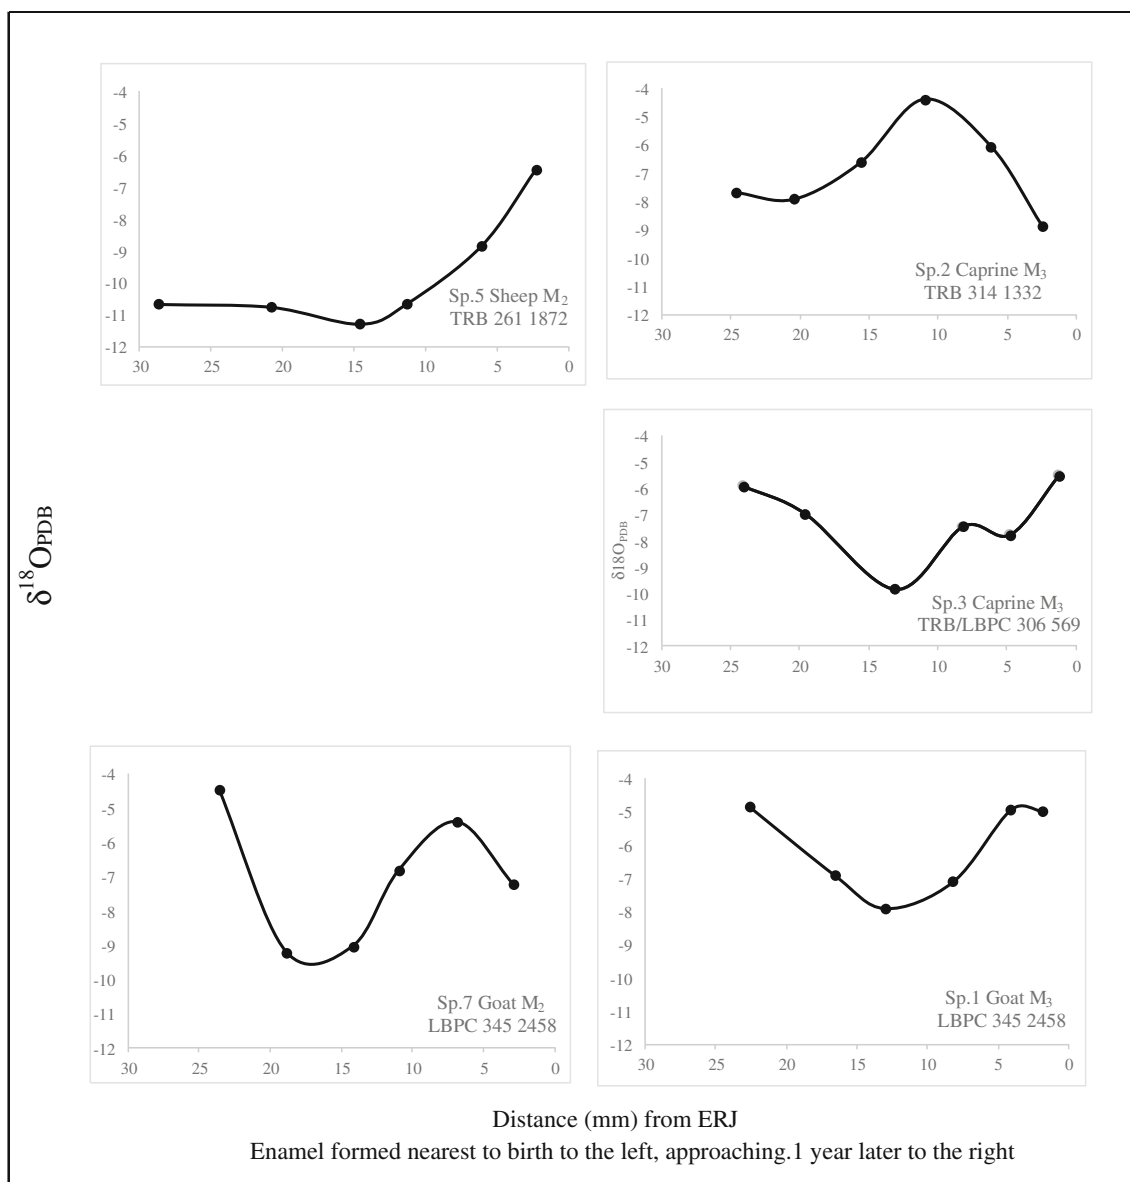 -4
-5
-6
-7
-8
-9
-10
-11
-12
30 25 20 15 10 5 0
Sp.5 Sheep M2
TRB 261 1872
-4
-5
-6
-7
-8
-9
-10
-11
-12
30 25 20 15 10 5 0
Sp.2 Caprine M3
TRB 314 1332
δ18OPDB
-4
-5
-6
-7
-8
-9
-10
-11
-12
30 25 20 15 10 5 0
δ18OPDB
Sp.3 Caprine M3
TRB/LBPC 306 569
-4
-5
-6
-7
-8
-9
-10
-11
-12
30 25 20 15 10 5 0
Sp.7 Goat M2
LBPC 345 2458
-4
-5
-6
-7
-8
-9
-10
-11
-12
30 25 20 15 10 5 0
Sp.1 Goat M3
LBPC 345 2458
Distance (mm) from ERJ
Enamel formed nearest to birth to the left, approaching.1 year later to the right